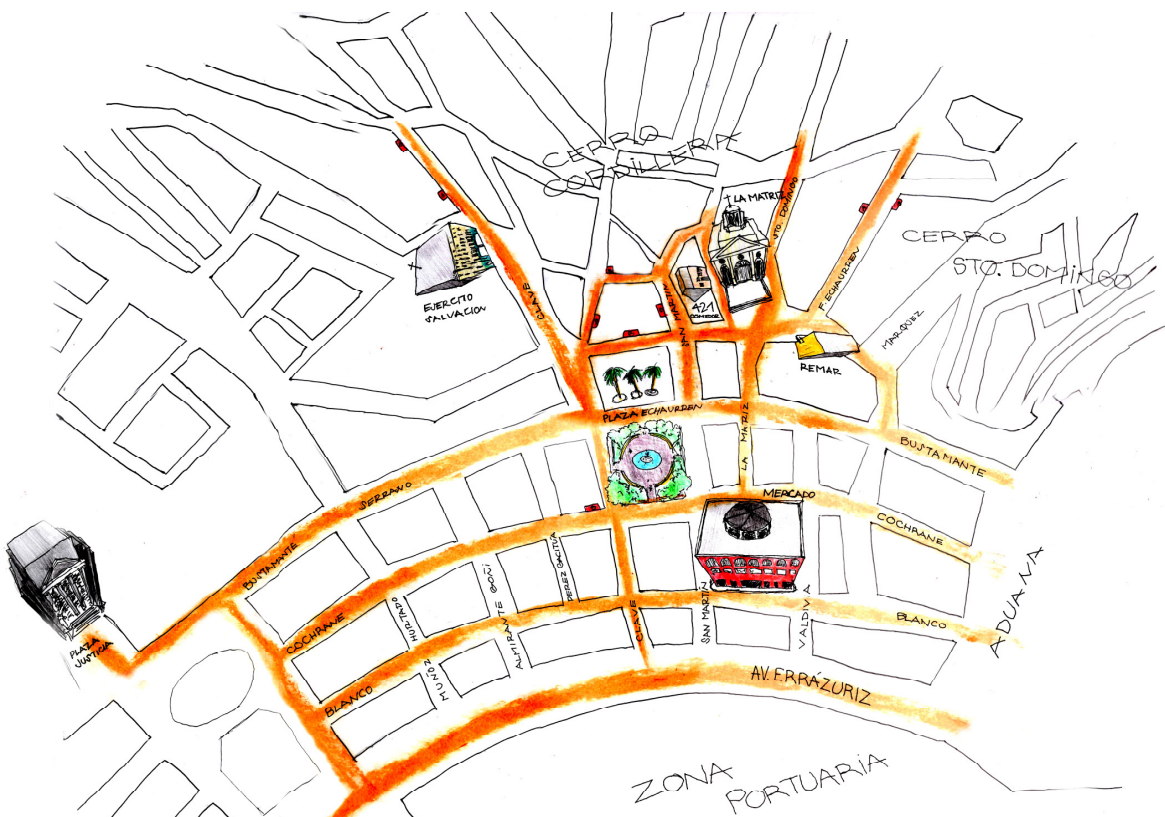 CERRO
CORDILLERA
† LA MATRIZ
STO. DOMINGO
CERRO
STO. DOMINGO
F. ECHAURREN
MARQUEZ
EJERCITO
SALVACION
CLAVE
SAN MARTIN
421
COMEDOR
REMAR
PLAZA ECHAURREN
LA MATRIZ
BUSTAMANTE
SERRANO
MERCADO
COCHRANE
BUSTAMANTE
PLAZA
JUSTICIA
COCHRANE
HURTADO
ALMIRANTE GOÑI
PEREZ GACITUA
CLAVE
SAN MARTIN
VALDIVIA
BLANCO
ADUANA
BLANCO
MUÑOZ
AV. ERRÁZURIZ
ZONA
PORTUARIA